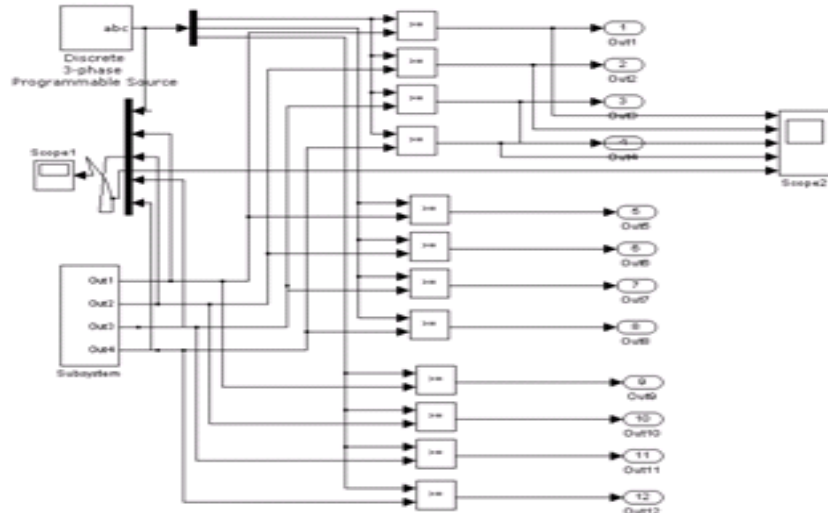 abc
Discrete
3-phase
Programmable Source
Scope1
Out1
Out2
Out3
Out4
Subsystem
>=
>=
>=
>=
>=
>=
>=
>=
>=
>=
>=
>=
1
Out1
2
Out2
3
Out3
4
Out4
Scope2
5
Out5
6
Out6
7
Out7
8
Out8
9
Out9
10
Out10
11
Out11
12
Out12